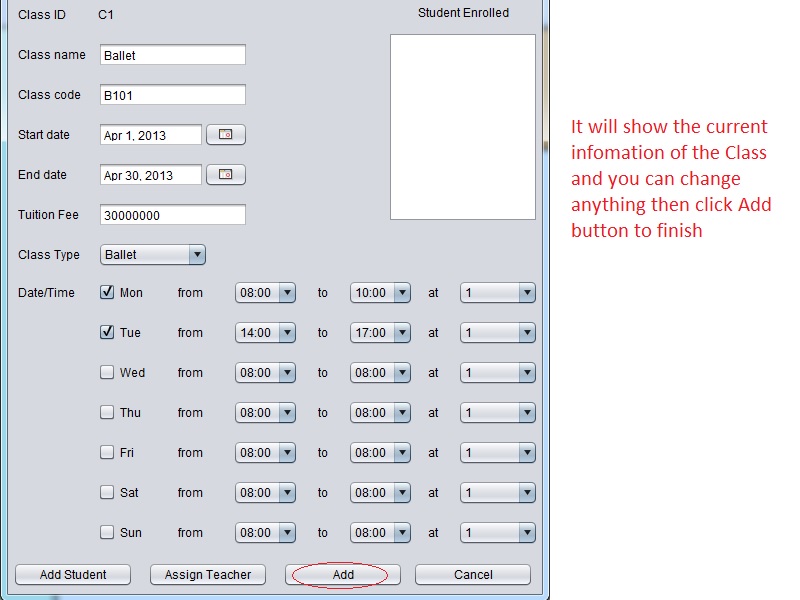 Class ID C1 Student Enrolled
Class name Ballet
Class code B101
Start date Apr 1, 2013
End date Apr 30, 2013
Tuition Fee 30000000
Class Type Ballet
Date/Time Mon from 08:00 to 10:00 at 1
Tue from 14:00 to 17:00 at 1
Wed from 08:00 to 08:00 at 1
Thu from 08:00 to 08:00 at 1
Fri from 08:00 to 08:00 at 1
Sat from 08:00 to 08:00 at 1
Sun from 08:00 to 08:00 at 1
Add Student Assign Teacher Add Cancel
It will show the current
infomation of the Class
and you can change
anything then click Add
button to finish